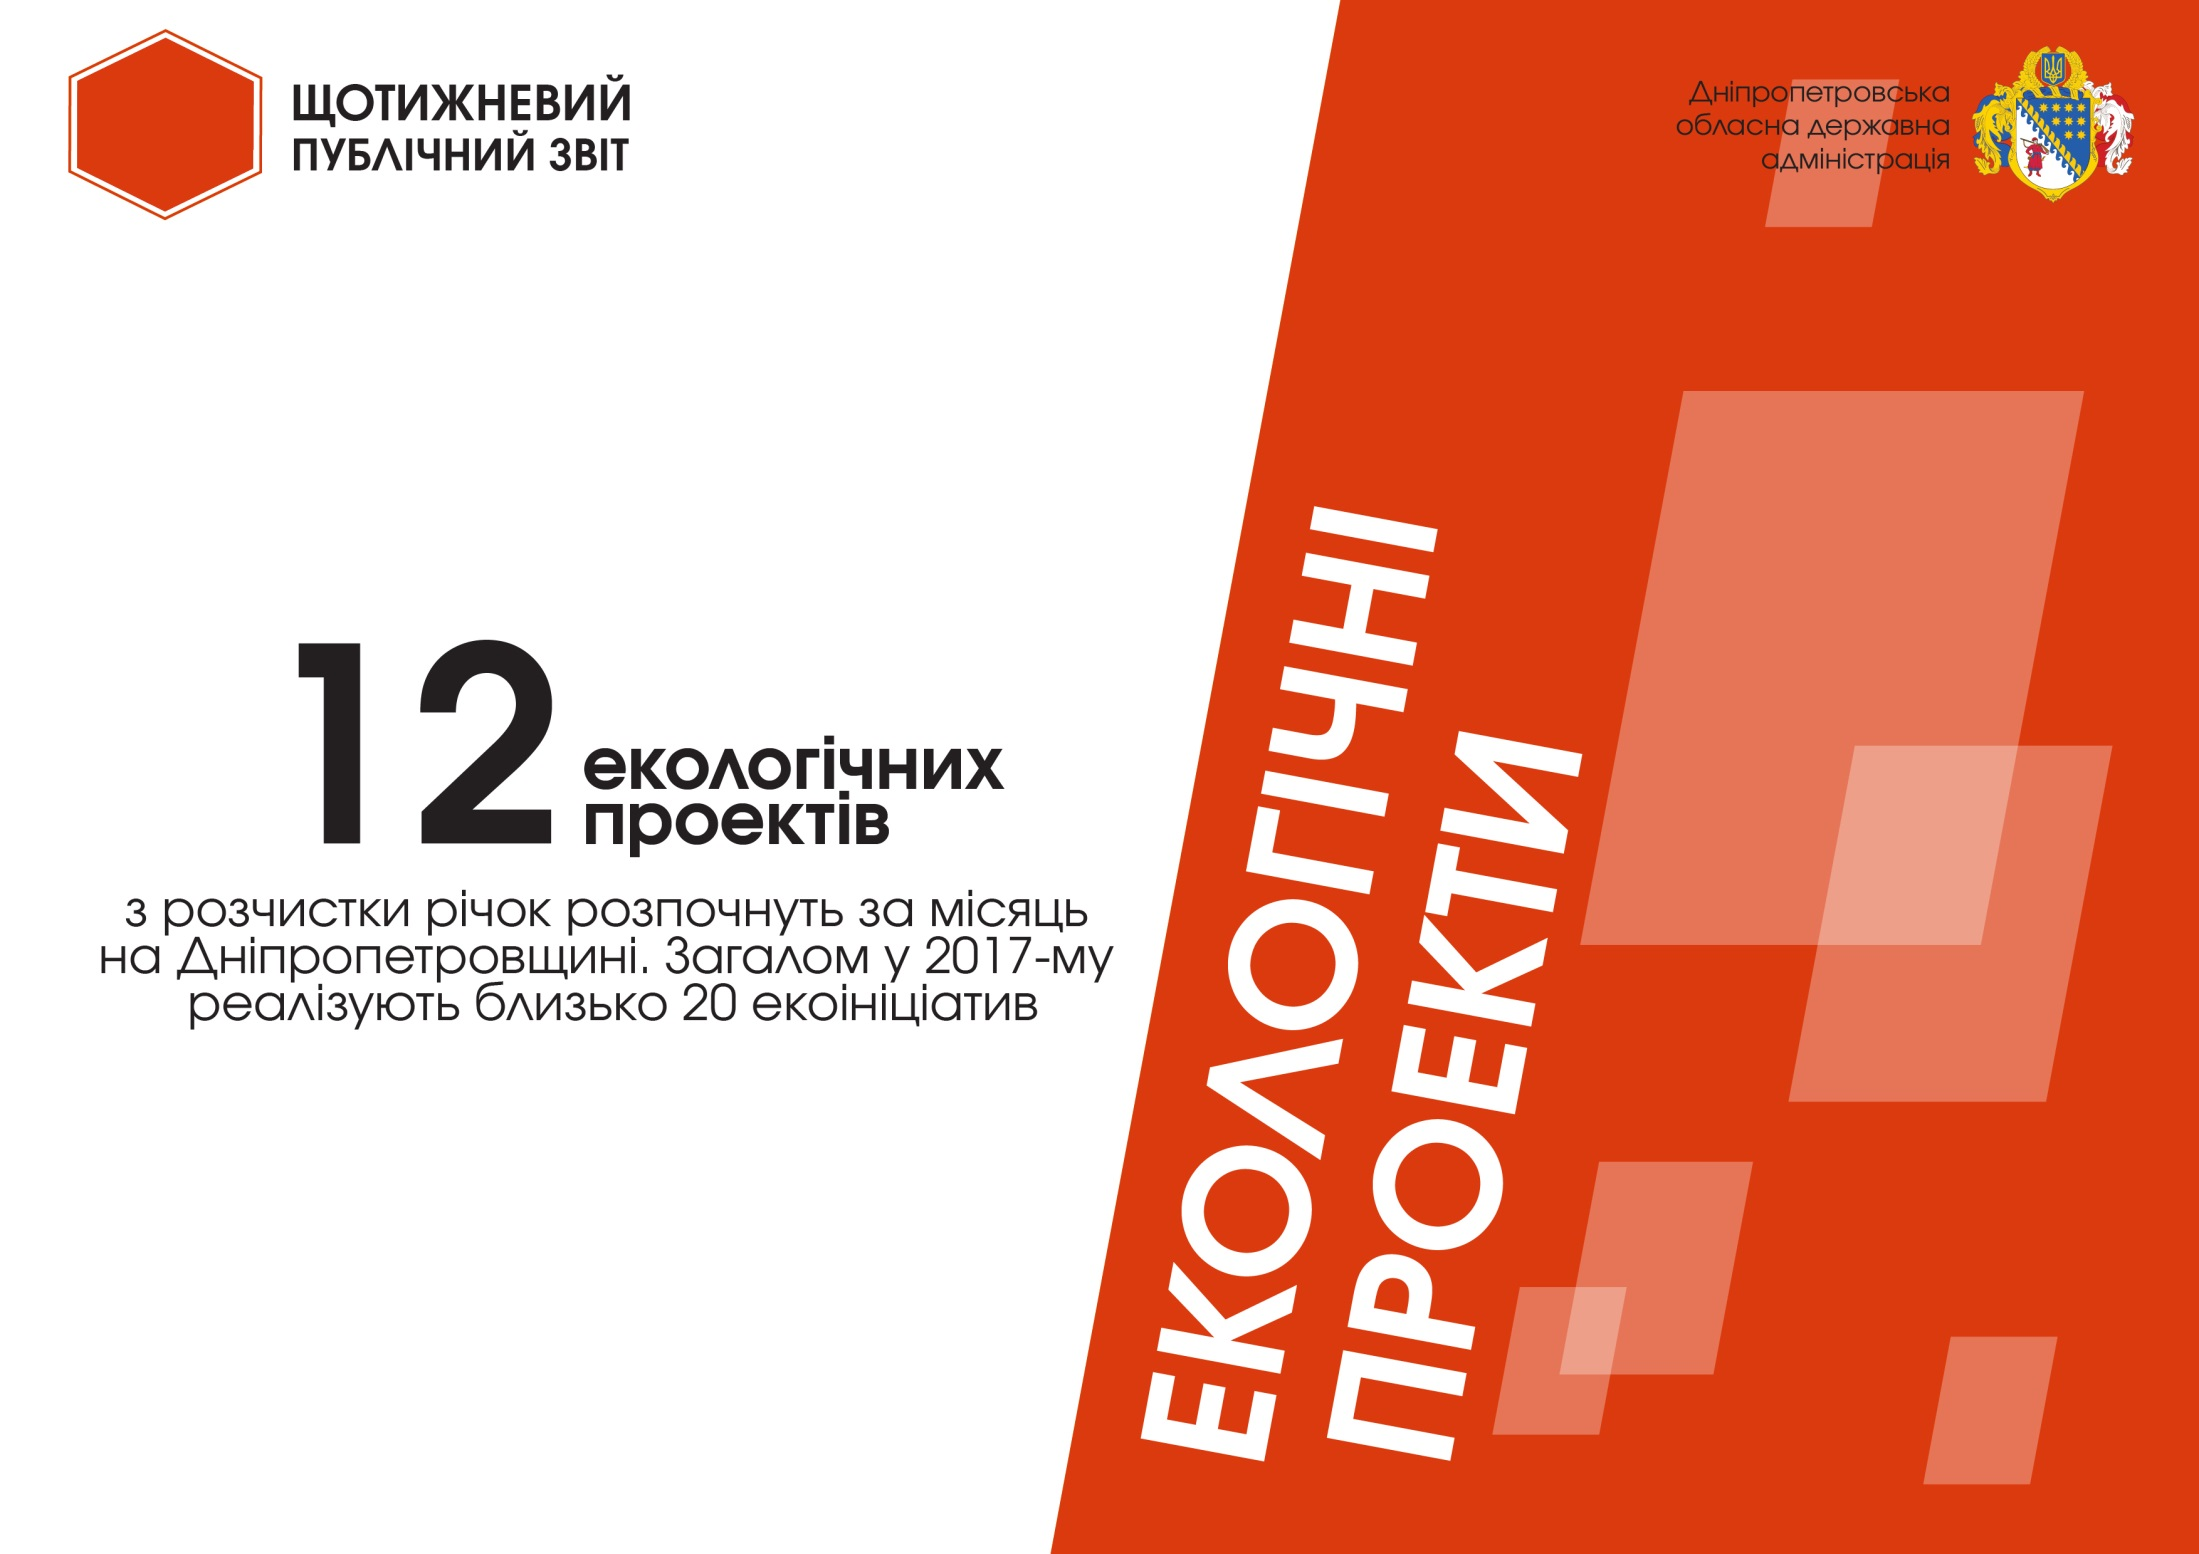 ЩОТИЖНЕВИЙ
ПУБЛІЧНИЙ ЗВІТ
Дніпропетровська
обласна державна
адміністрація
12 екологічних
проектів
з розчистки річок розпочнуть за місяць
на Дніпропетровщині. Загалом у 2017-му
реалізують близько 20 екоініціатив
ЕКОЛОГІЧНІ
ПРОЕКТИ